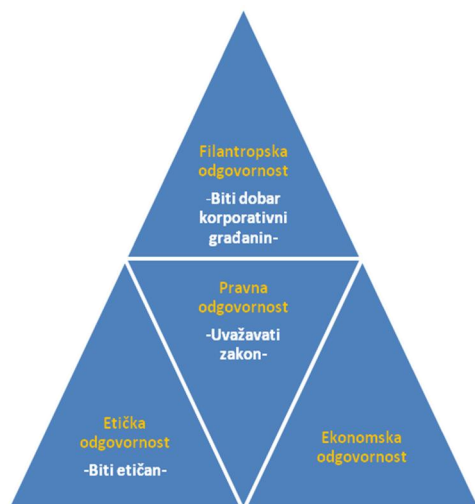 Filantropska
odgovornost
-Biti dobar
korporativni
građanin-
Pravna
odgovornost
-Uvažavati
zakon-
Etička
odgovornost
-Biti etičan-
Ekonomska
odgovornost